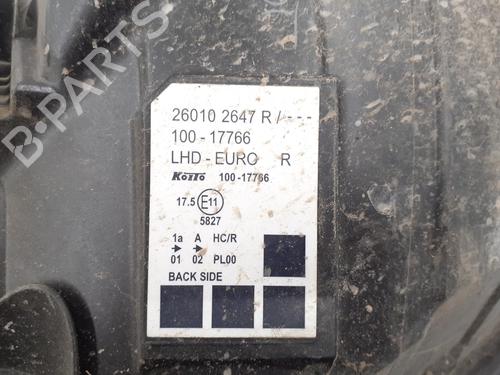 B-Parts
26010 2647 R / - - -
100 - 17766
LHD - EURO R
KOITO 100-17766
17.5 E11
5827
1a A HC/R
01 02 PL00
BACK SIDE